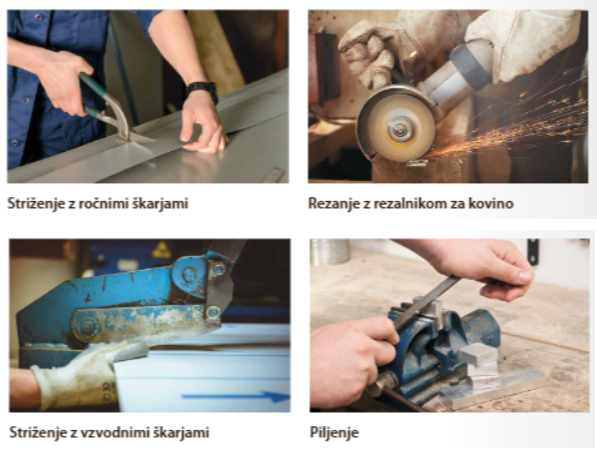 Striženje z ročnimi škarjami
Rezanje z rezalnikom za kovino
Striženje z vzvodnimi škarjami
Piljenje